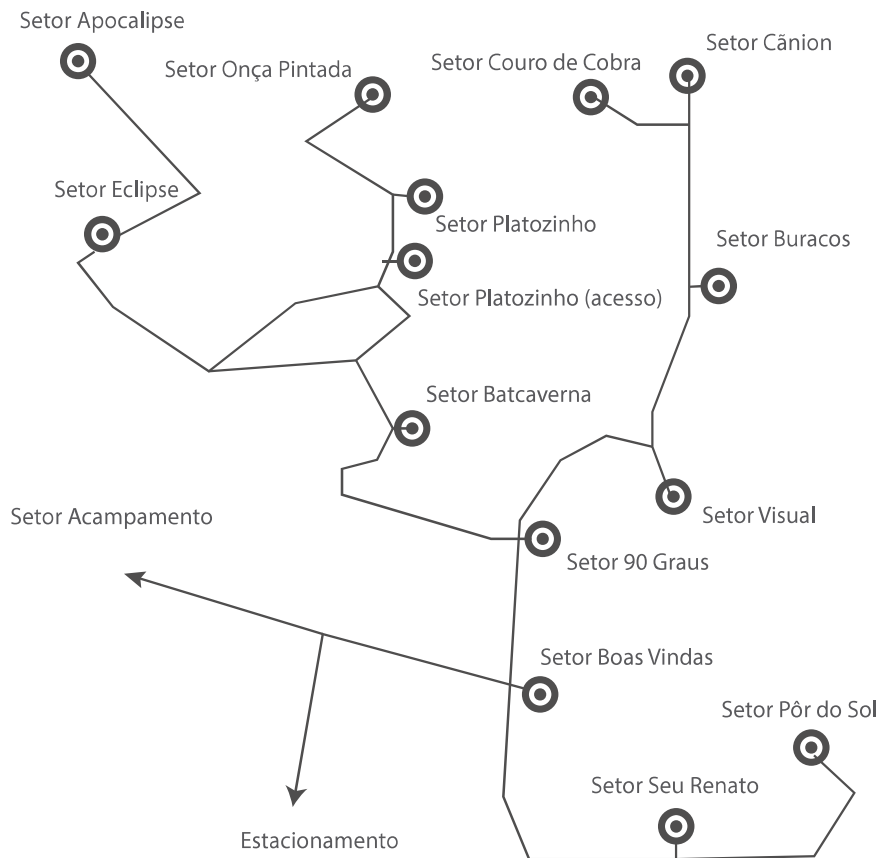 Setor Apocalipse
Setor Onça Pintada
Setor Couro de Cobra
Setor Cãnion
Setor Eclipse
Setor Platozinho
Setor Buracos
Setor Platozinho (acesso)
Setor Batcaverna
Setor Acampamento
Setor Visual
Setor 90 Graus
Setor Boas Vindas
Setor Pôr do Sol
Setor Seu Renato
Estacionamento